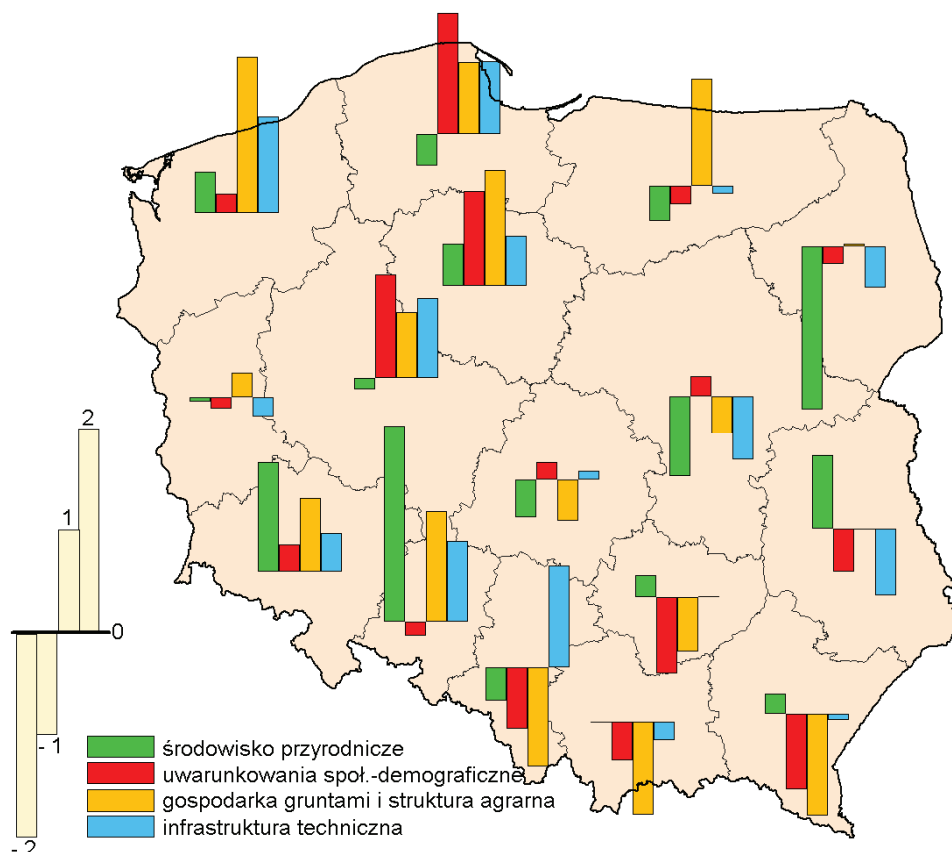 2
1
0
- 1
- 2
środowisko przyrodnicze
uwarunkowania społ.-demograficzne
gospodarka gruntami i struktura agrarna
infrastruktura techniczna